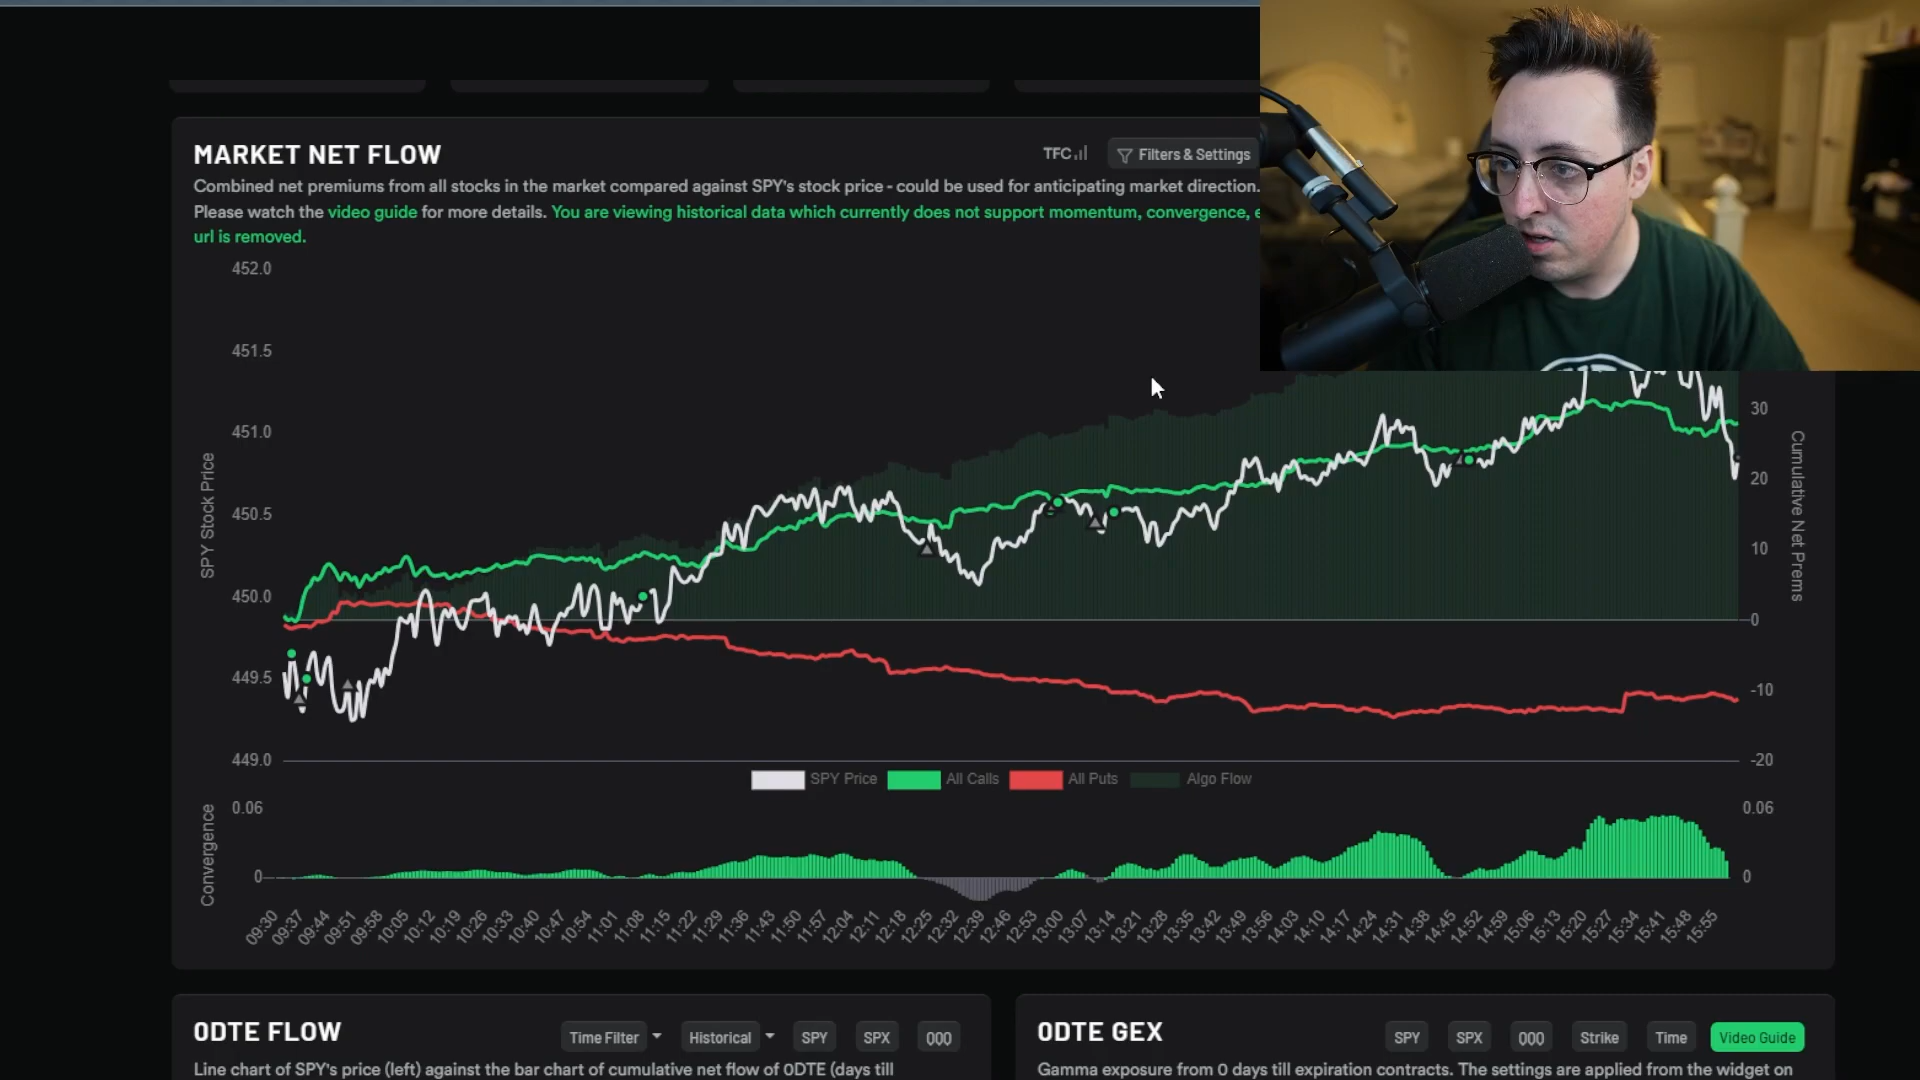 MARKET NET FLOW
TFC
Filters & Settings
Combined net premiums from all stocks in the market compared against SPY's stock price - could be used for anticipating market direction.
Please watch the video guide for more details. You are viewing historical data which currently does not support momentum, convergence, e
url is removed.
452.0
451.5
451.0
450.5
450.0
449.5
449.0
SPY Stock Price
30
20
10
0
-10
-20
Cumulative Net Prems
SPY Price All Calls All Puts Algo Flow
0.06
0
Convergence
0.06
0
09:30 09:37 09:44 09:51 09:58 10:05 10:12 10:19 10:26 10:33 10:40 10:47 10:54 11:01 11:08 11:15 11:22 11:29 11:36 11:43 11:50 11:57 12:04 12:11 12:18 12:25 12:32 12:39 12:46 12:53 13:00 13:07 13:14 13:21 13:28 13:35 13:42 13:49 13:56 14:03 14:10 14:17 14:24 14:31 14:38 14:45 14:52 14:59 15:06 15:13 15:20 15:27 15:34 15:41 15:48 15:55
0DTE FLOW
Time Filter Historical SPY SPX QQQ
Line chart of SPY's price (left) against the bar chart of cumulative net flow of 0DTE (days till
0DTE GEX
SPY SPX QQQ Strike Time Video Guide
Gamma exposure from 0 days till expiration contracts. The settings are applied from the widget on